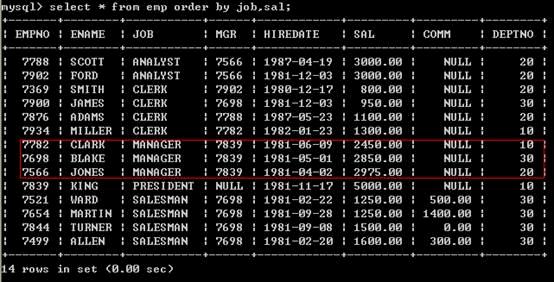 mysql> select * from emp order by job,sal;
+-------+--------+-----------+------+------------+---------+---------+--------+
| EMPNO | ENAME | JOB | MGR | HIREDATE | SAL | COMM | DEPTNO |
+-------+--------+-----------+------+------------+---------+---------+--------+
| 7788 | SCOTT | ANALYST | 7566 | 1987-04-19 | 3000.00 | NULL | 20 |
| 7902 | FORD | ANALYST | 7566 | 1981-12-03 | 3000.00 | NULL | 20 |
| 7369 | SMITH | CLERK | 7902 | 1980-12-17 | 800.00 | NULL | 20 |
| 7900 | JAMES | CLERK | 7698 | 1981-12-03 | 950.00 | NULL | 30 |
| 7876 | ADAMS | CLERK | 7788 | 1987-05-23 | 1100.00 | NULL | 20 |
| 7934 | MILLER | CLERK | 7782 | 1982-01-23 | 1300.00 | NULL | 10 |
| 7782 | CLARK | MANAGER | 7839 | 1981-06-09 | 2450.00 | NULL | 10 |
| 7698 | BLAKE | MANAGER | 7839 | 1981-05-01 | 2850.00 | NULL | 30 |
| 7566 | JONES | MANAGER | 7839 | 1981-04-02 | 2975.00 | NULL | 20 |
| 7839 | KING | PRESIDENT | NULL | 1981-11-17 | 5000.00 | NULL | 10 |
| 7521 | WARD | SALESMAN | 7698 | 1981-02-22 | 1250.00 | 500.00 | 30 |
| 7654 | MARTIN | SALESMAN | 7698 | 1981-09-28 | 1250.00 | 1400.00 | 30 |
| 7844 | TURNER | SALESMAN | 7698 | 1981-09-08 | 1500.00 | 0.00 | 30 |
| 7499 | ALLEN | SALESMAN | 7698 | 1981-02-20 | 1600.00 | 300.00 | 30 |
+-------+--------+-----------+------+------------+---------+---------+--------+
14 rows in set (0.00 sec)